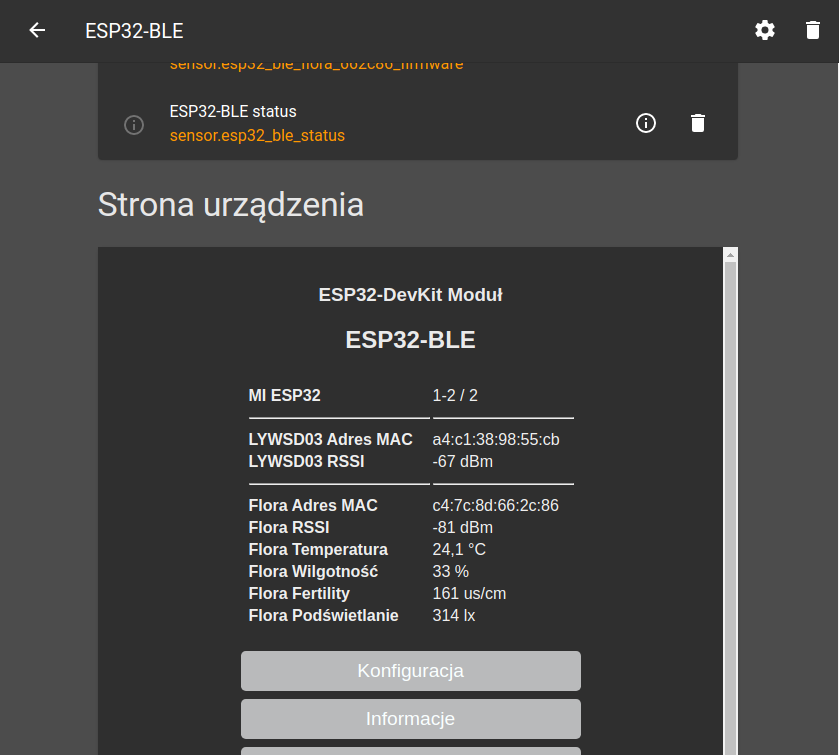 ESP32-BLE
sensor.esp32_ble_flora_662c86_firmware
ESP32-BLE status
sensor.esp32_ble_status
Strona urządzenia
ESP32-DevKit Moduł
ESP32-BLE
MI ESP32 1-2 / 2
LYWSD03 Adres MAC a4:c1:38:98:55:cb
LYWSD03 RSSI -67 dBm
Flora Adres MAC c4:7c:8d:66:2c:86
Flora RSSI -81 dBm
Flora Temperatura 24,1 °C
Flora Wilgotność 33 %
Flora Fertility 161 us/cm
Flora Podświetlanie 314 lx
Konfiguracja
Informacje